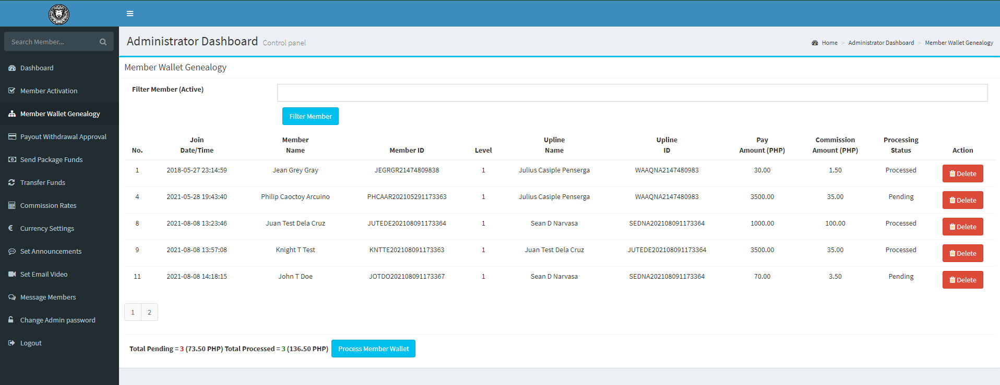 Search Member...
Dashboard
Member Activation
Member Wallet Genealogy
Payout Withdrawal Approval
Send Package Funds
Transfer Funds
Commission Rates
Currency Settings
Set Announcements
Set Email Video
Message Members
Change Admin password
Logout
Administrator Dashboard Control panel
Home > Administrator Dashboard > Member Wallet Genealogy
Member Wallet Genealogy
Filter Member (Active)
Filter Member
No. Join Date/Time Member Name Member ID Level Upline Name Upline ID Pay Amount (PHP) Commission Amount (PHP) Processing Status Action
1 2018-05-27 23:14:59 Jean Grey Gray JEGRGR21474809838 1 Julius Casiple Penserga WAAQNA2147480983 30.00 1.50 Processed Delete
4 2021-05-28 19:43:40 Philip Caoctoy Arcuino PHCAAR202105291173363 1 Julius Casiple Penserga WAAQNA2147480983 3500.00 35.00 Pending Delete
8 2021-08-08 13:23:46 Juan Test Dela Cruz JUTEDE202108091173364 1 Sean D Narvasa SEDNA202108091173364 1000.00 100.00 Processed Delete
9 2021-08-08 13:57:08 Knight T Test KNTTE202108091173363 1 Juan Test Dela Cruz JUTEDE202108091173364 3500.00 35.00 Processed Delete
11 2021-08-08 14:18:15 John T Doe JOTDO202108091173367 1 Sean D Narvasa SEDNA202108091173364 70.00 3.50 Pending Delete
1 2
Total Pending = 3 (73.50 PHP) Total Processed = 3 (136.50 PHP) Process Member Wallet